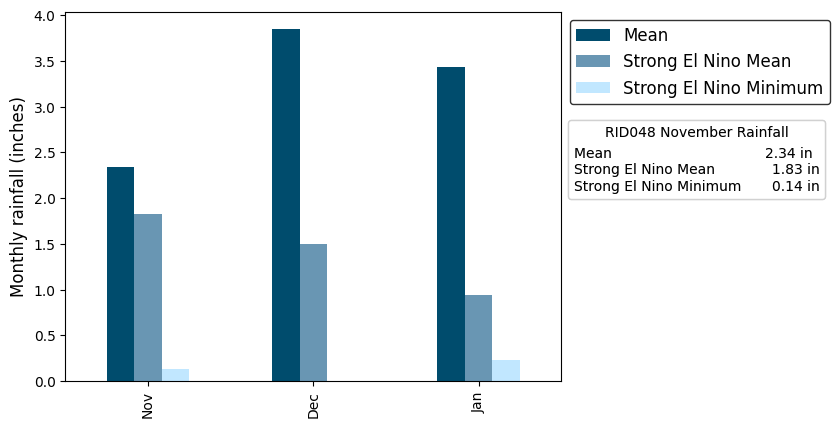 Monthly rainfall (inches)
4.0
3.5
3.0
2.5
2.0
1.5
1.0
0.5
0.0
Nov
Dec
Jan
Mean
Strong El Nino Mean
Strong El Nino Minimum
RID048 November Rainfall
Mean 2.34 in
Strong El Nino Mean 1.83 in
Strong El Nino Minimum 0.14 in